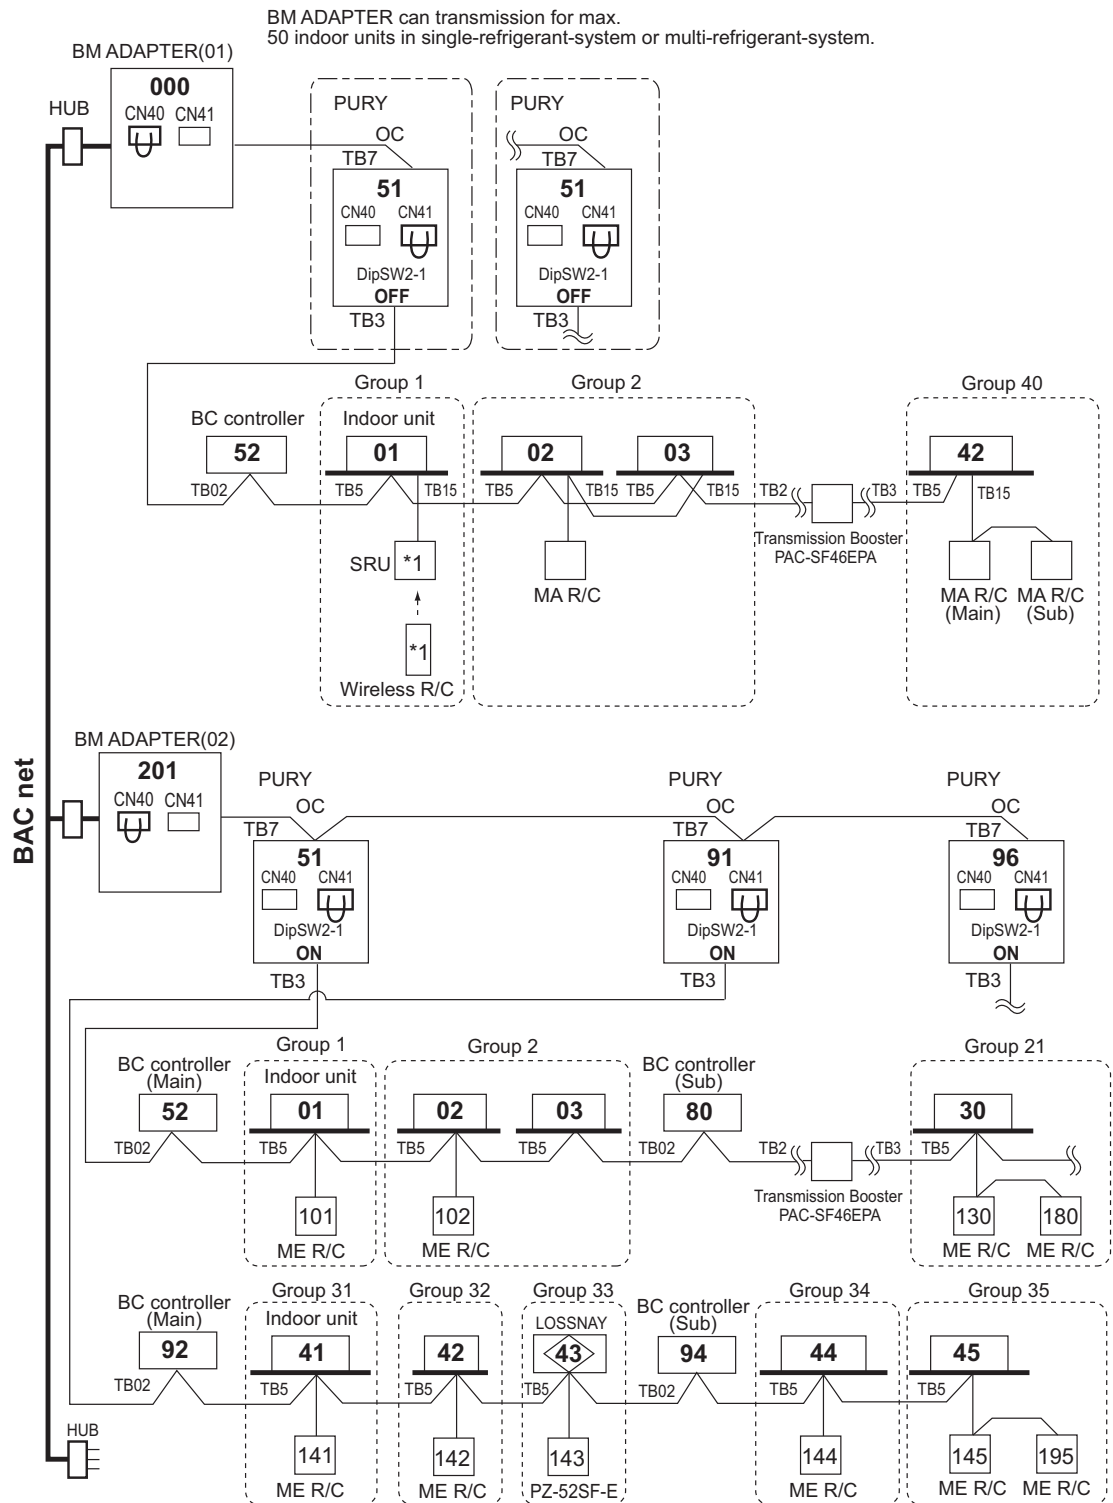 BM ADAPTER can transmission for max.
50 indoor units in single-refrigerant-system or multi-refrigerant-system.
BM ADAPTER(01)
000
CN40 CN41
HUB
PURY
OC
TB7
51
CN40 CN41
DipSW2-1
OFF
TB3
PURY
OC
TB7
51
CN40 CN41
DipSW2-1
OFF
TB3
BC controller
52
TB02
Group 1
Indoor unit
01
TB5
TB15
SRU
*1
*1
Wireless R/C
Group 2
02
TB5
TB15
MA R/C
03
TB5
TB15
TB2
TB3
Transmission Booster
PAC-SF46EPA
Group 40
42
TB5
TB15
MA R/C
(Main)
MA R/C
(Sub)
BAC net
BM ADAPTER(02)
201
CN40 CN41
PURY
OC
TB7
51
CN40 CN41
DipSW2-1
ON
TB3
PURY
OC
TB7
91
CN40 CN41
DipSW2-1
ON
TB3
PURY
OC
TB7
96
CN40 CN41
DipSW2-1
ON
TB3
BC controller
(Main)
52
TB02
Group 1
Indoor unit
01
TB5
101
ME R/C
Group 2
02
TB5
102
ME R/C
03
TB5
BC controller
(Sub)
80
TB02
TB2
TB3
Transmission Booster
PAC-SF46EPA
Group 21
30
TB5
130
ME R/C
180
ME R/C
BC controller
(Main)
92
TB02
Group 31
Indoor unit
41
TB5
141
ME R/C
Group 32
42
TB5
142
ME R/C
Group 33
LOSSNAY
43
TB5
143
PZ-52SF-E
BC controller
(Sub)
94
TB02
Group 34
44
TB5
144
ME R/C
Group 35
45
TB5
145
ME R/C
195
ME R/C
HUB